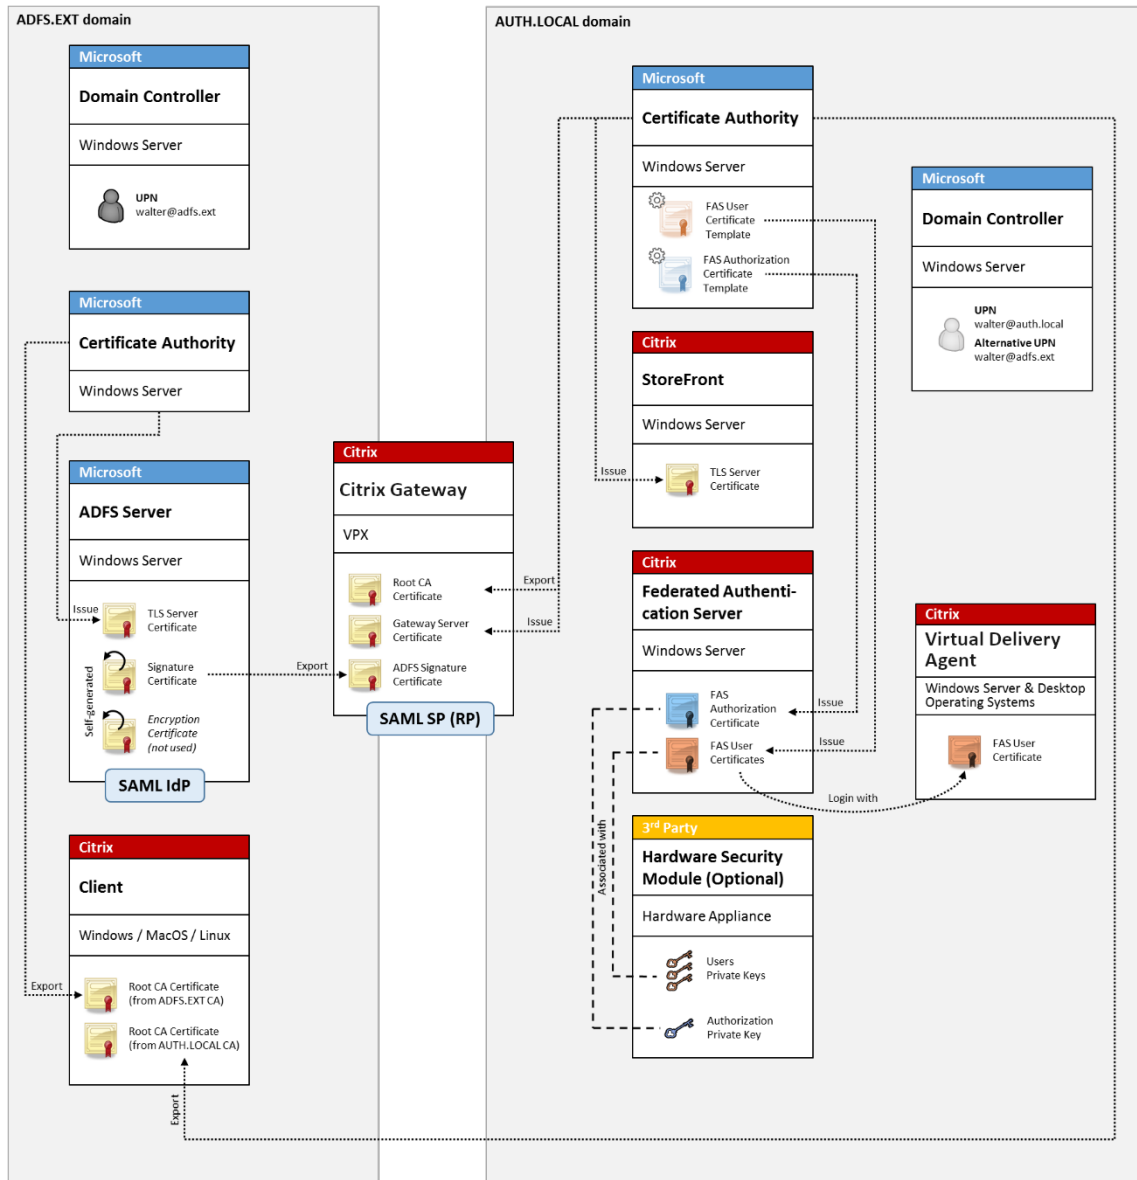 ADFS.EXT domain
Microsoft
Domain Controller
Windows Server
UPN
walter@adfs.ext
Microsoft
Certificate Authority
Windows Server
Microsoft
ADFS Server
Windows Server
Issue
TLS Server
Certificate
Self-generated
Signature
Certificate
Encryption
Certificate
(not used)
SAML IdP
Citrix
Client
Windows / MacOS / Linux
Export
Root CA Certificate
(from ADFS.EXT CA)
Root CA Certificate
(from AUTH.LOCAL CA)
Export
Citrix
Citrix Gateway
VPX
Root CA
Certificate
Export
Gateway Server
Certificate
Issue
Export
ADFS Signature
Certificate
SAML SP (RP)
AUTH.LOCAL domain
Microsoft
Certificate Authority
Windows Server
FAS User
Certificate
Template
FAS Authorization
Certificate
Template
Citrix
StoreFront
Windows Server
Issue
TLS Server
Certificate
Citrix
Federated Authenti-
cation Server
Windows Server
FAS
Authorization
Certificate
Issue
FAS User
Certificates
Issue
Login with
3rd Party
Hardware Security
Module (Optional)
Hardware Appliance
Associated with
Users
Private Keys
Authorization
Private Key
Microsoft
Domain Controller
Windows Server
UPN
walter@auth.local
Alternative UPN
walter@adfs.ext
Citrix
Virtual Delivery
Agent
Windows Server & Desktop
Operating Systems
FAS User
Certificate